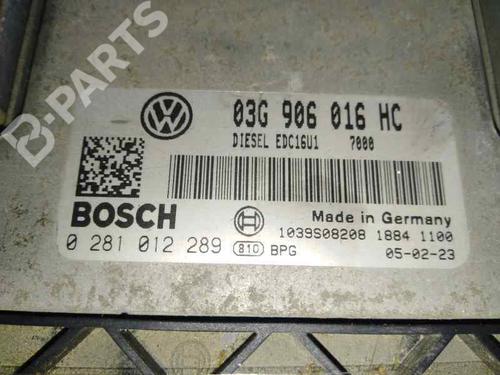 B-PARTS
VW
03G 906 016 HC
DIESEL EDC16U1 7000
BOSCH
Made in Germany
0 281 012 289 810 BPG
1039S08208 1884 1100
05-02-23